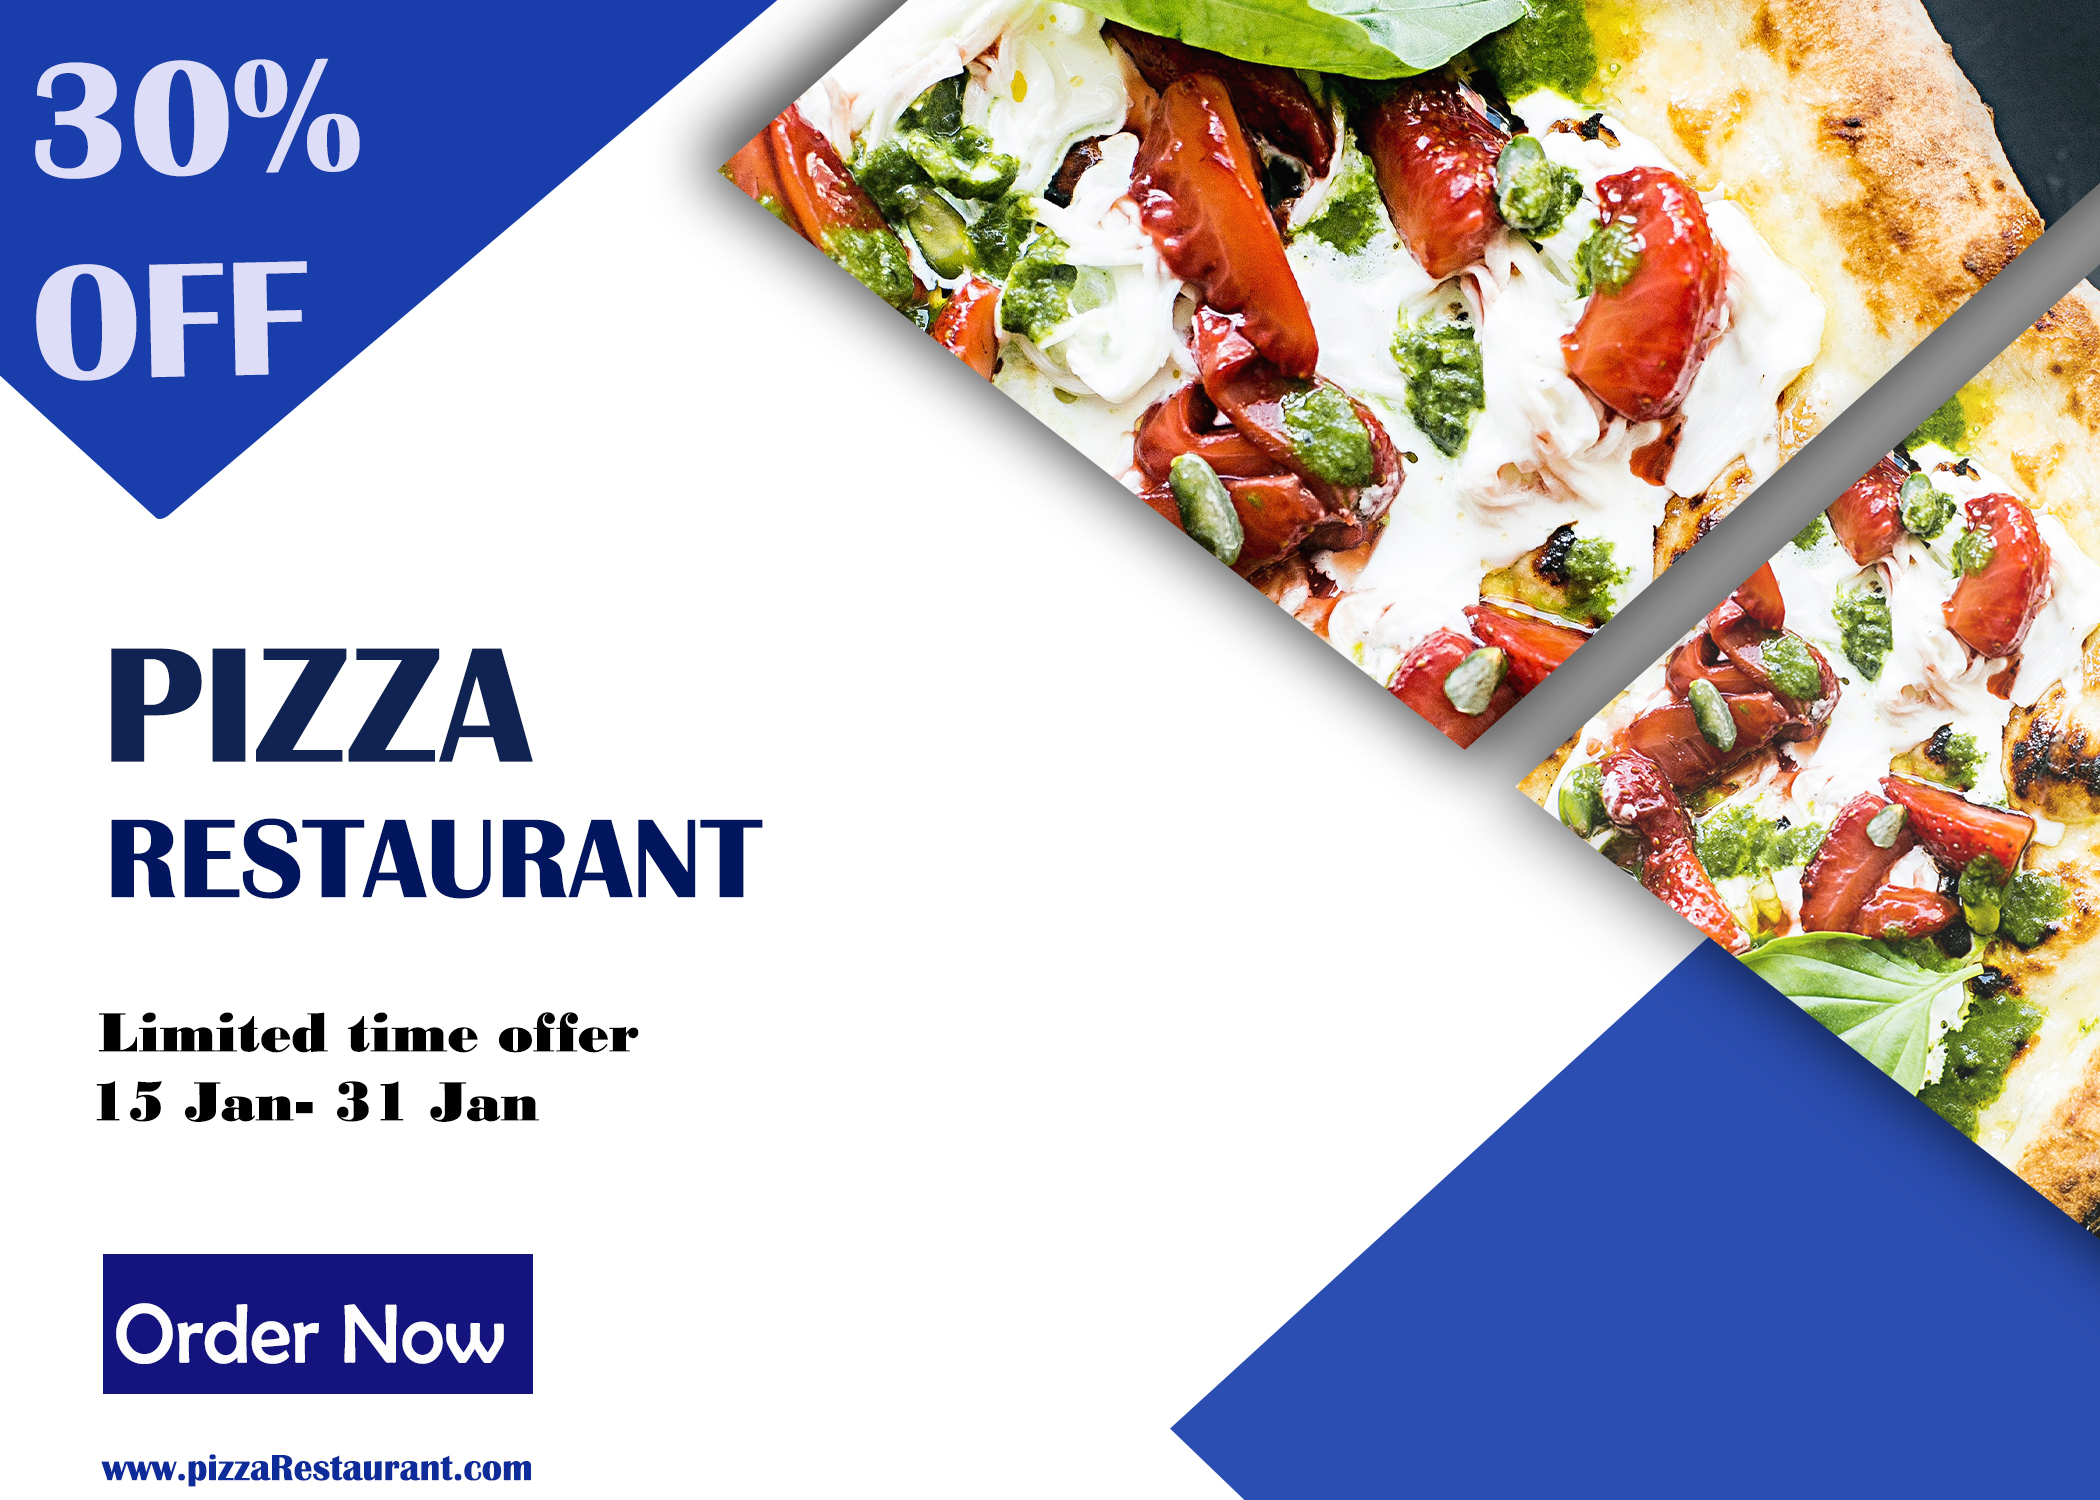 30%
OFF
PIZZA
RESTAURANT
Limited time offer
15 Jan- 31 Jan
Order Now
www.pizzaRestaurant.com